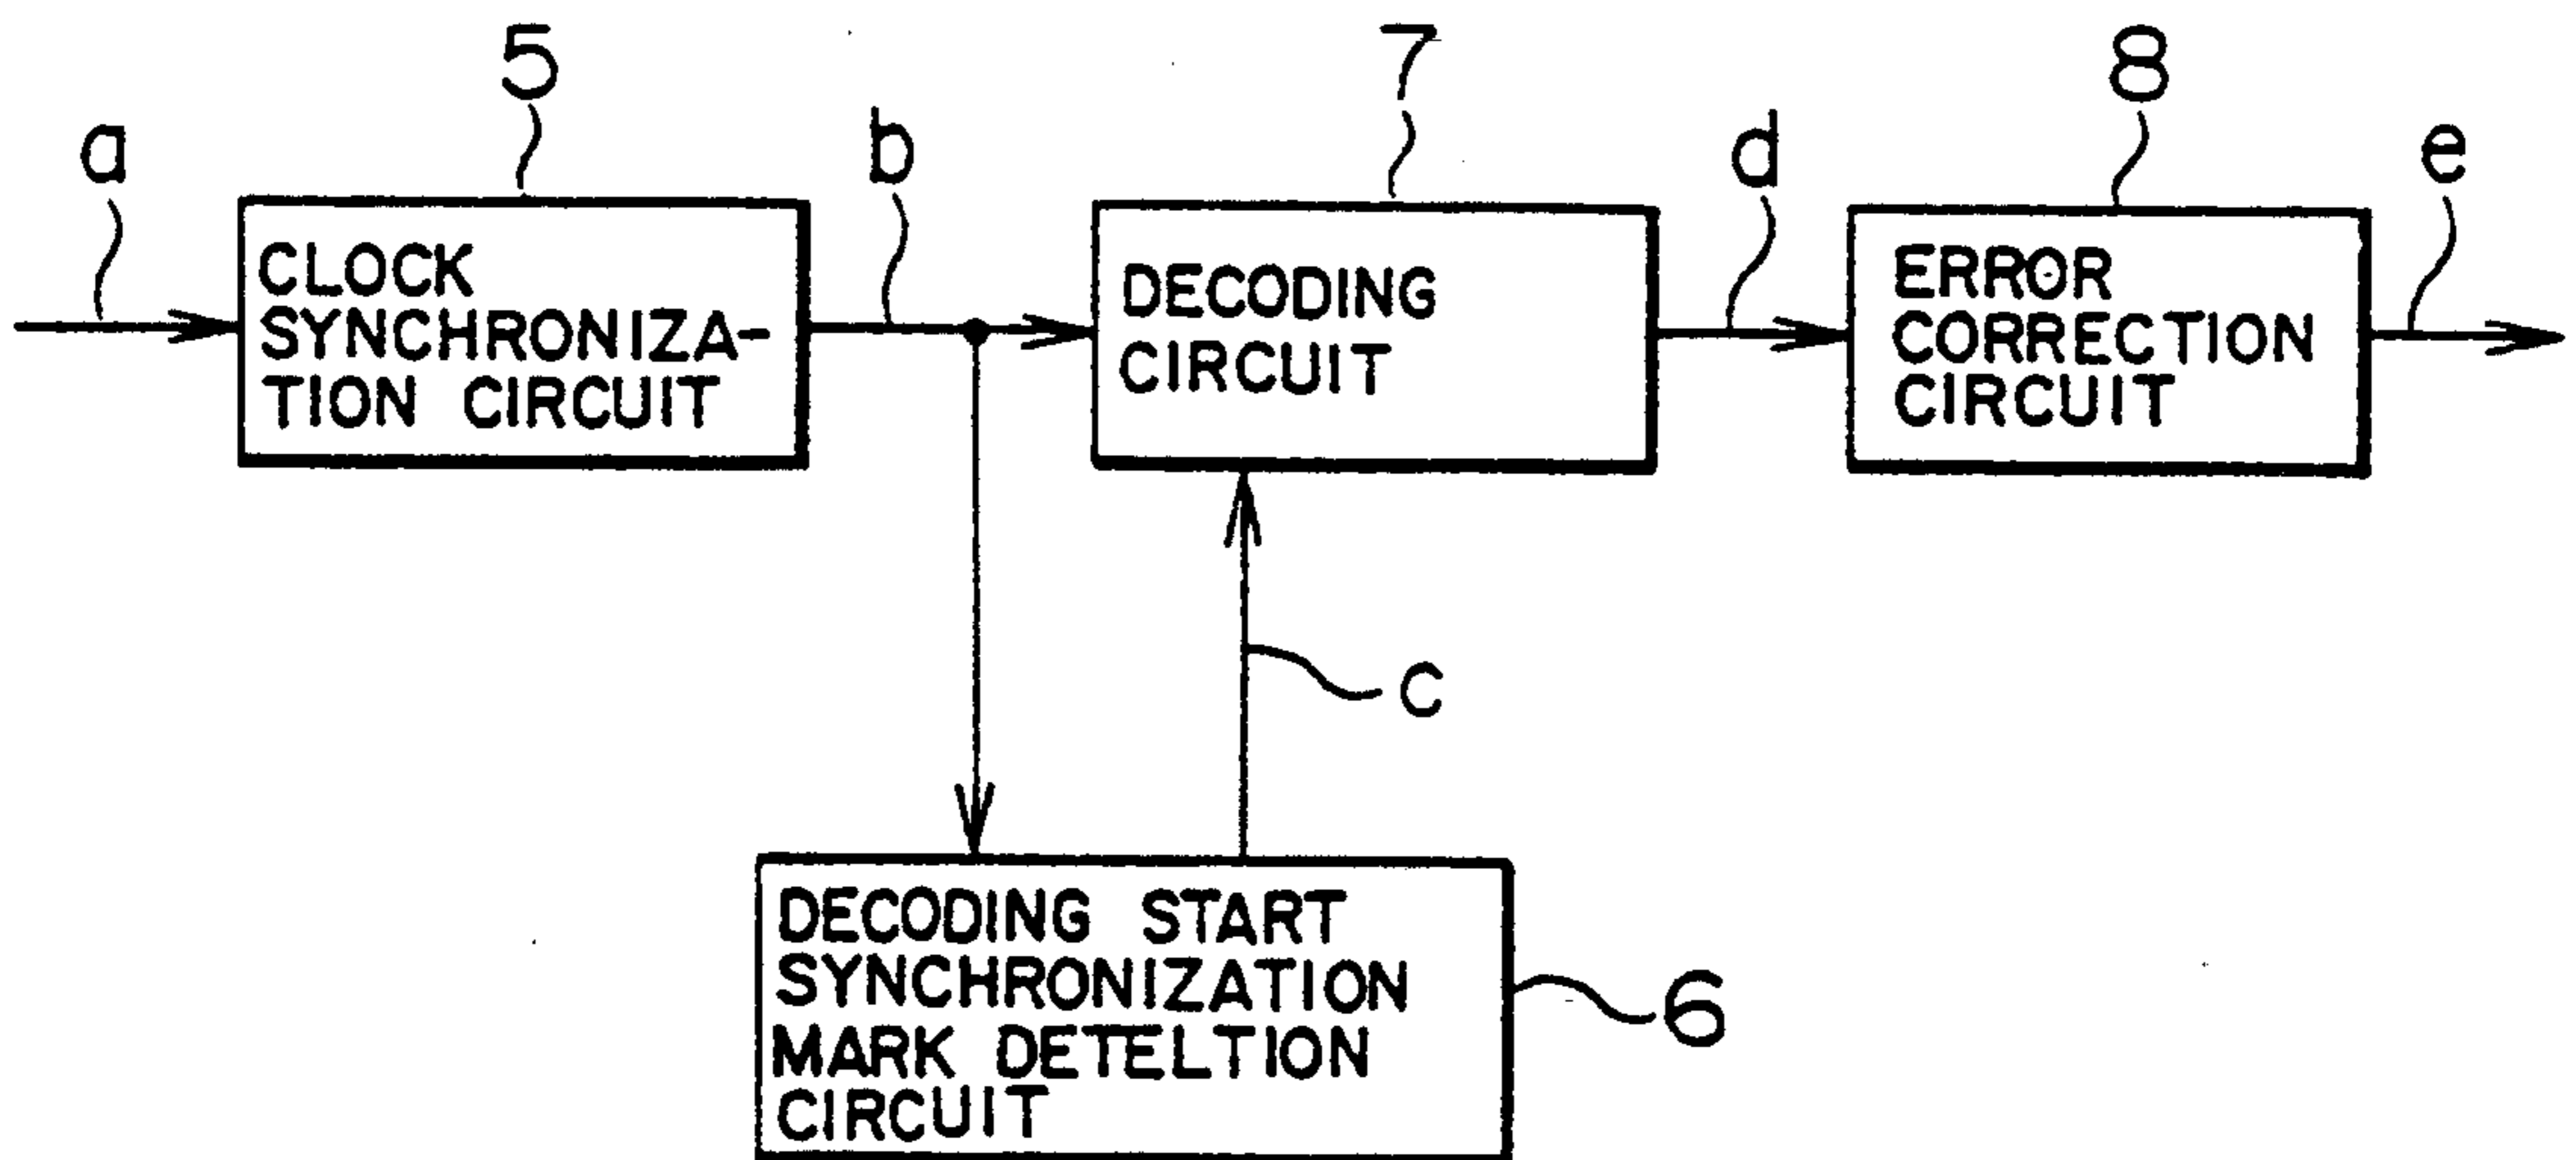 5
7
8
a
b
d
e
CLOCK
SYNCHRONIZA-
TION CIRCUIT
DECODING
CIRCUIT
ERROR
CORRECTION
CIRCUIT
c
DECODING START
SYNCHRONIZATION
MARK DETELTION
CIRCUIT
6